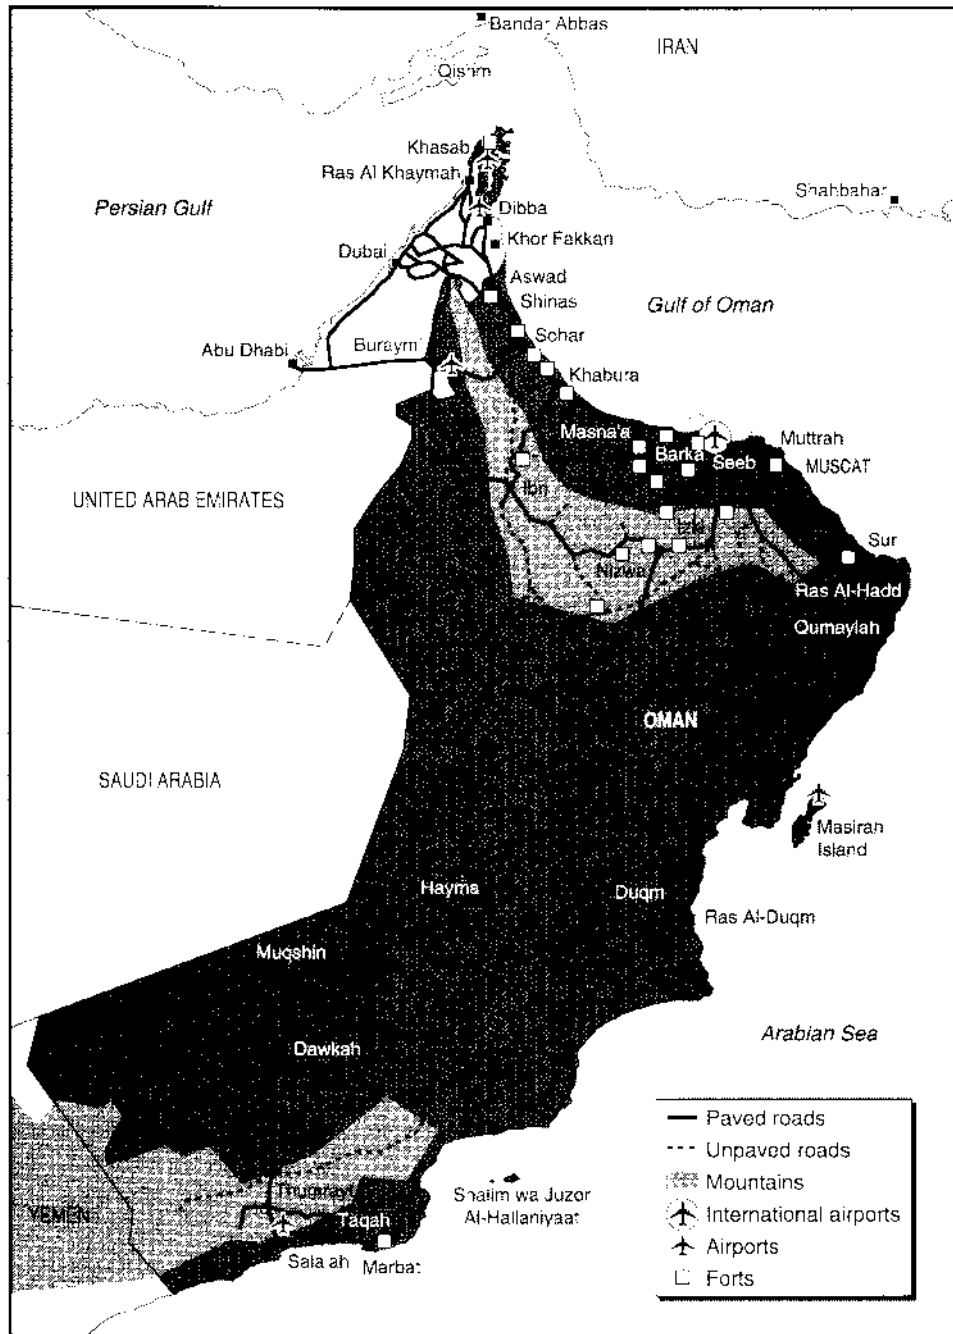 Bandar Abbas
IRAN
Qishm
Khasab
Ras Al Khaymah
Shahbahar
Persian Gulf
Dibba
Khor Fakkan
Dubai
Aswad
Shinas
Gulf of Oman
Sohar
Abu Dhabi
Buraym
Khabura
Masna'a
Muttrah
Barka
Seeb
MUSCAT
UNITED ARAB EMIRATES
Ibri
Izki
Sur
Nizwa
Ras Al-Hadd
Qumaylah
OMAN
SAUDI ARABIA
Masirah
Island
Hayma
Duqm
Ras Al-Duqm
Muqshin
Arabian Sea
Dawkah
Paved roads
Unpaved roads
Mountains
Thumrayt
Shalim wa Juzor
Al-Hallaniyaat
YEMEN
Taqah
International airports
Airports
Salalah
Marbat
Forts